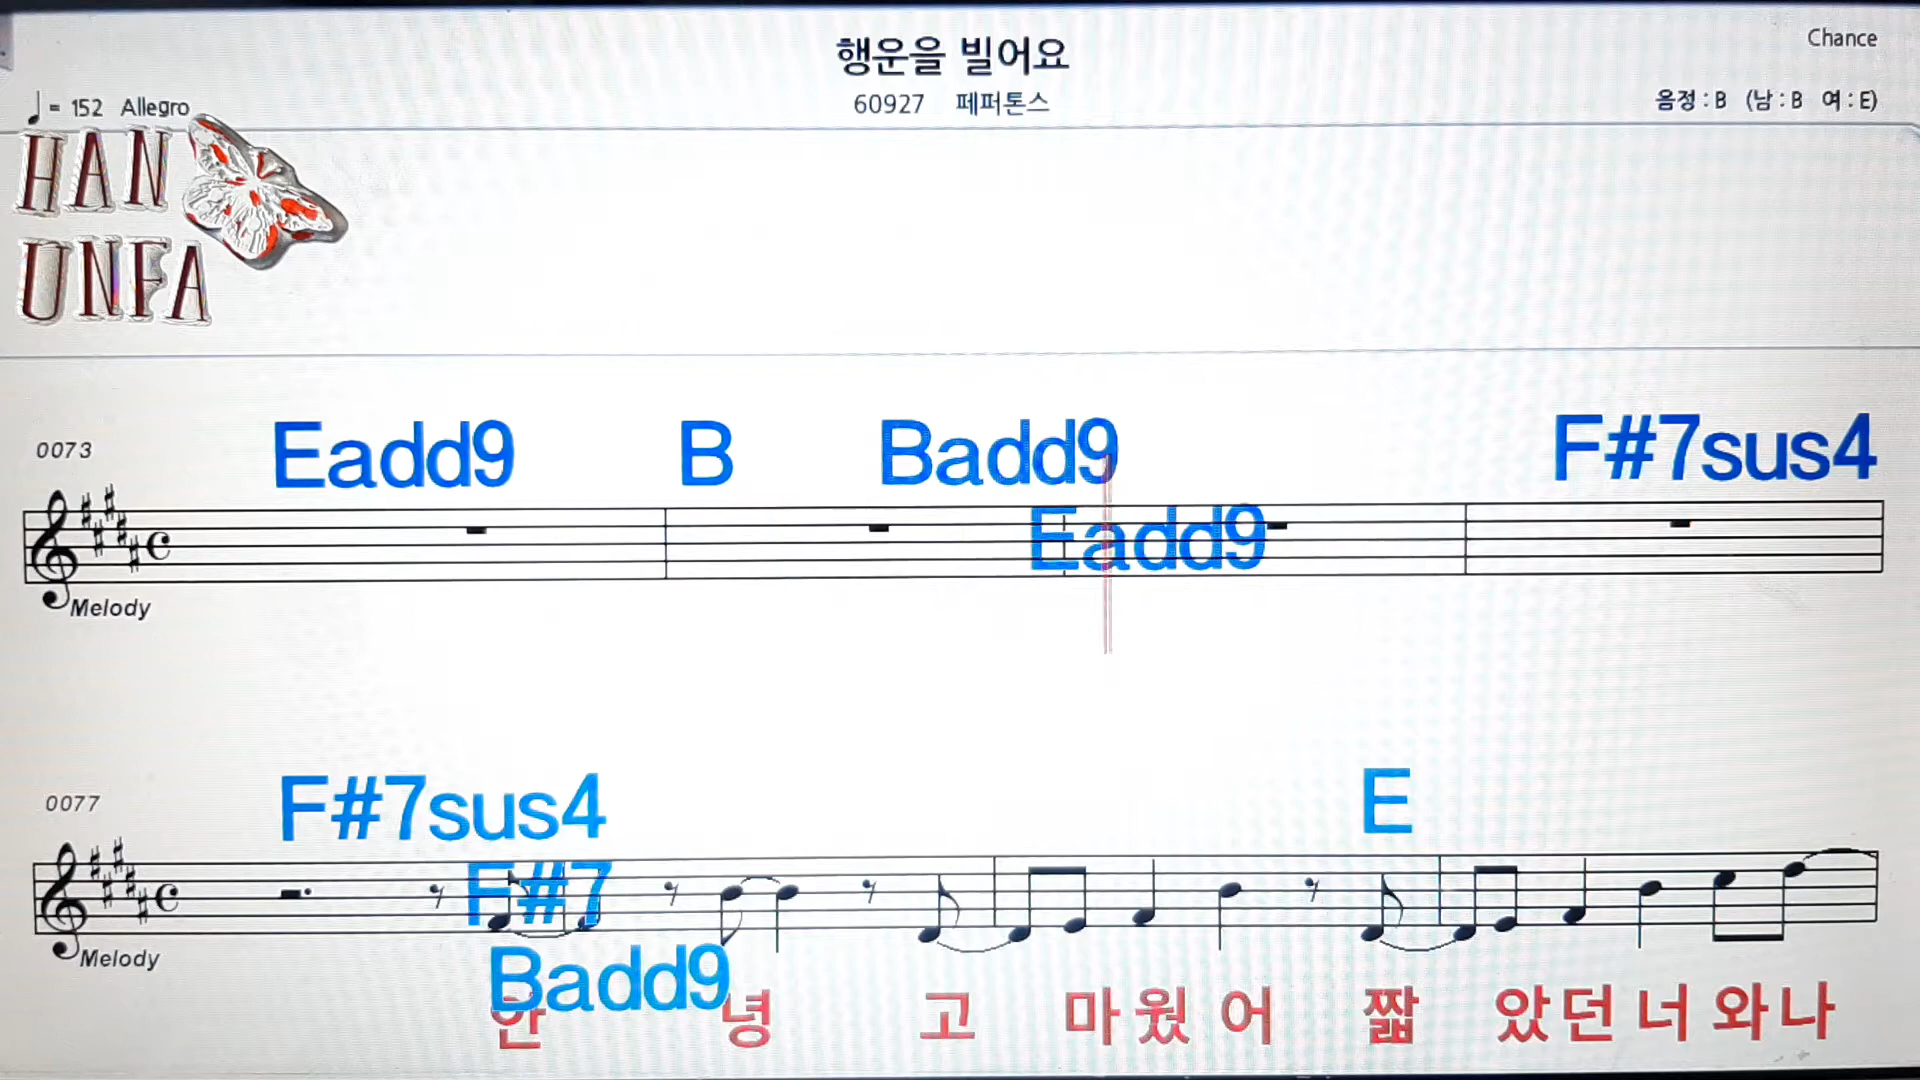 Chance
행운을 빌어요
♩= 152 Allegro
60927 페퍼톤스
음정 : B (남 : B 여 : E)
HAN
UNFA
0073
Eadd9 B Badd9 F#7sus4
Eadd9
Melody
0077
F#7sus4 E
F#7
Melody
Badd9
안 녕 고 마 웠 어 짧 았 던 너 와 나